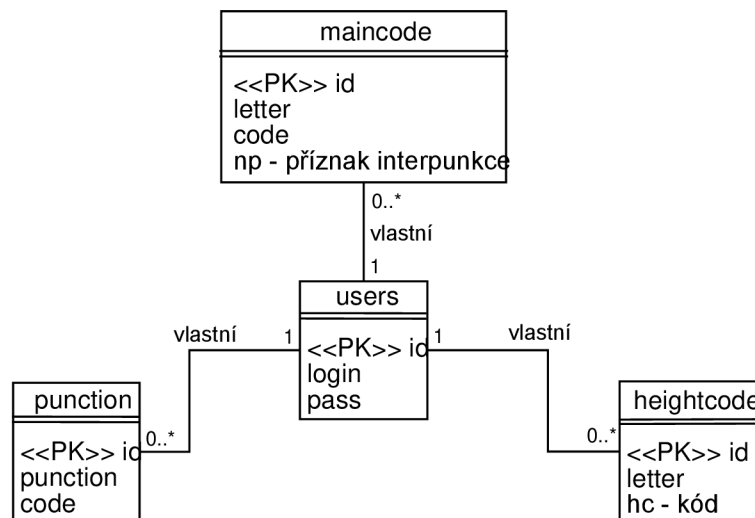 maincode
<<PK>> id
letter
code
np - příznak interpunkce
0..*
vlastní
1
users
<<PK>> id
login
pass
vlastní
1
1
vlastní
punction
<<PK>> id
punction
code
0..*
0..*
heightcode
<<PK>> id
letter
hc - kód